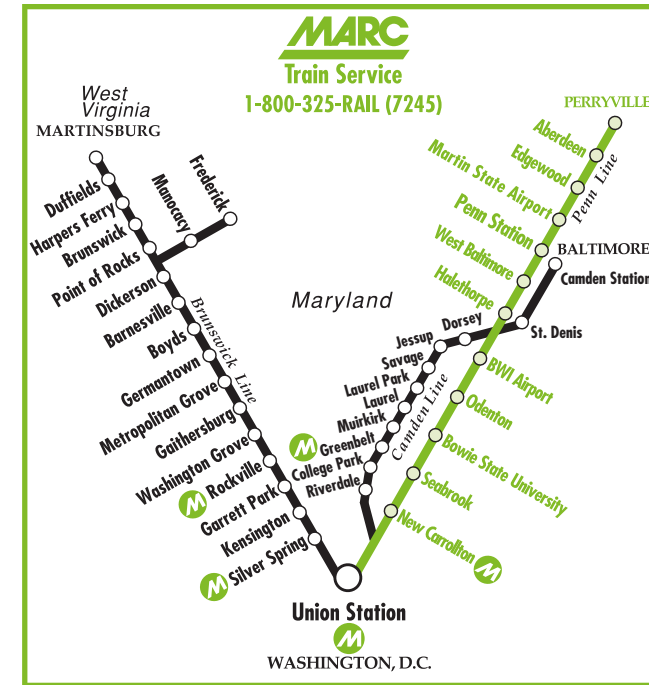 MARC
Train Service
1-800-325-RAIL (7245)
West
Virginia
MARTINSBURG
Duffields
Harpers Ferry
Brunswick
Point of Rocks
Frederick
Manocacy
Dickerson
Barnesville
Boyds
Germantown
Metropolitan Grove
Gaithersburg
Washington Grove
M
Rockville
Garrett Park
Kensington
M
Silver Spring
Brunswick Line
Maryland
PERRYVILLE
Aberdeen
Edgewood
Martin State Airport
Penn Line
Penn Station
West Baltimore
Halethorpe
BALTIMORE
Camden Station
St. Denis
Dorsey
Jessup
Savage
Laurel Park
Laurel
Muirkirk
M
Greenbelt
College Park
Riverdale
Camden Line
BWI Airport
Odenton
Bowie State University
Seabrook
New Carrollton
M
Union Station
M
WASHINGTON, D.C.